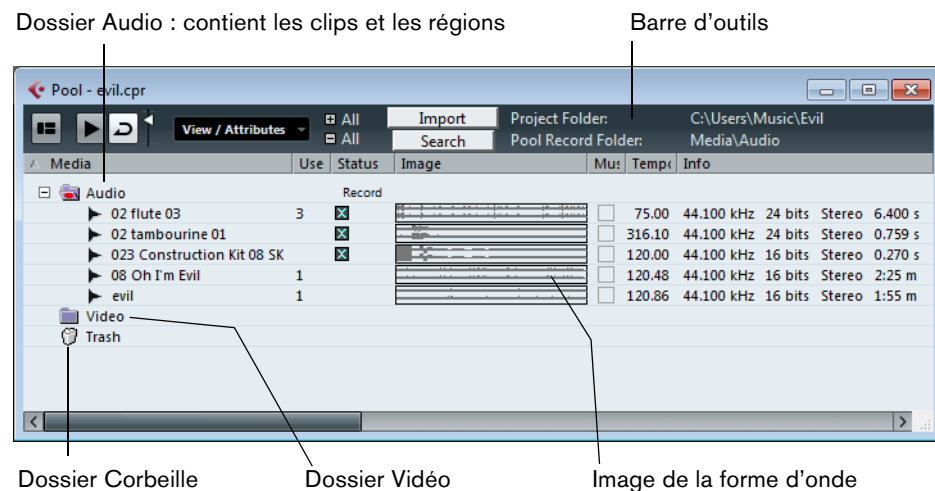 Dossier Audio : contient les clips et les régions
Barre d'outils
Pool - evil.cpr
View / Attributes
All
All
Import
Search
Project Folder: C:\Users\Music\Evil
Pool Record Folder: Media\Audio
Media Use Status Image Mus Tempo Info
Audio Record
02 flute 03 3 X 75.00 44.100 kHz 24 bits Stereo 6.400 s
02 tambourine 01 X 316.10 44.100 kHz 24 bits Stereo 0.759 s
023 Construction Kit 08 SK X 120.00 44.100 kHz 16 bits Stereo 0.270 s
08 Oh I'm Evil 1 120.48 44.100 kHz 16 bits Stereo 2:25 m
evil 1 120.86 44.100 kHz 16 bits Stereo 1:55 m
Video
Trash
Dossier Corbeille
Dossier Vidéo
Image de la forme d'onde